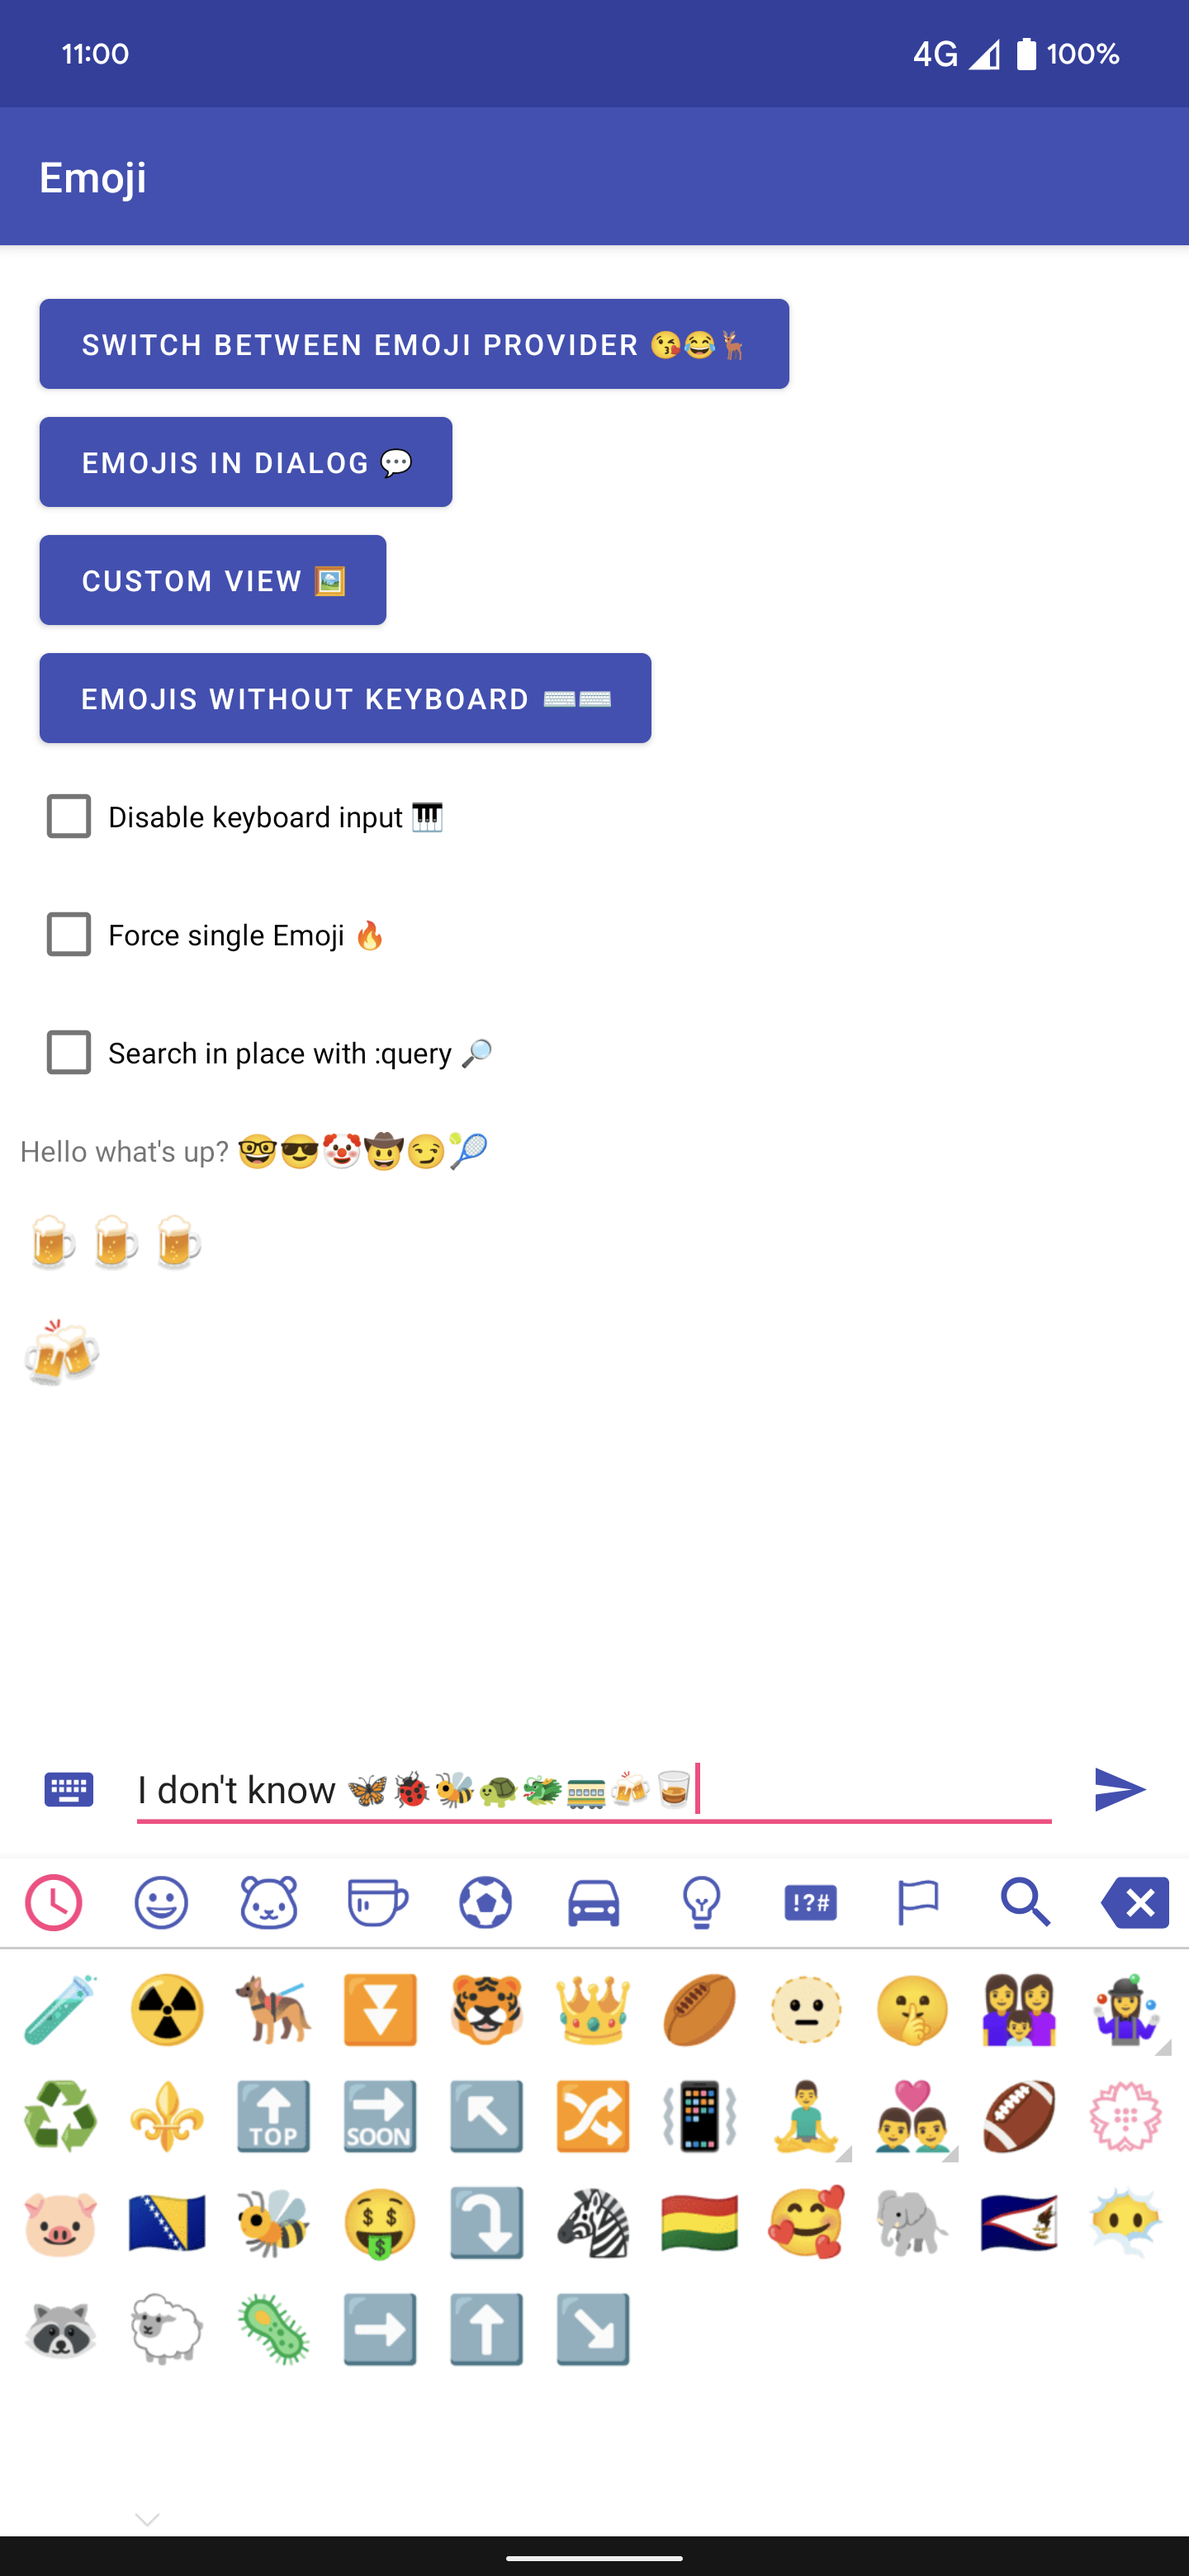 11:00
4G 100%
Emoji
SWITCH BETWEEN EMOJI PROVIDER 😘😂🦌
EMOJIS IN DIALOG 💬
CUSTOM VIEW 🖼️
EMOJIS WITHOUT KEYBOARD ⌨️⌨️
Disable keyboard input 🎹
Force single Emoji 🔥
Search in place with :query 🔎
Hello what's up? 🤓😎🤡🤠😏🎾
🍺🍺🍺
🍻
I don't know 🦋🐞🐝🐢🐲🚃🍻🥃
!?#
TOP SOON